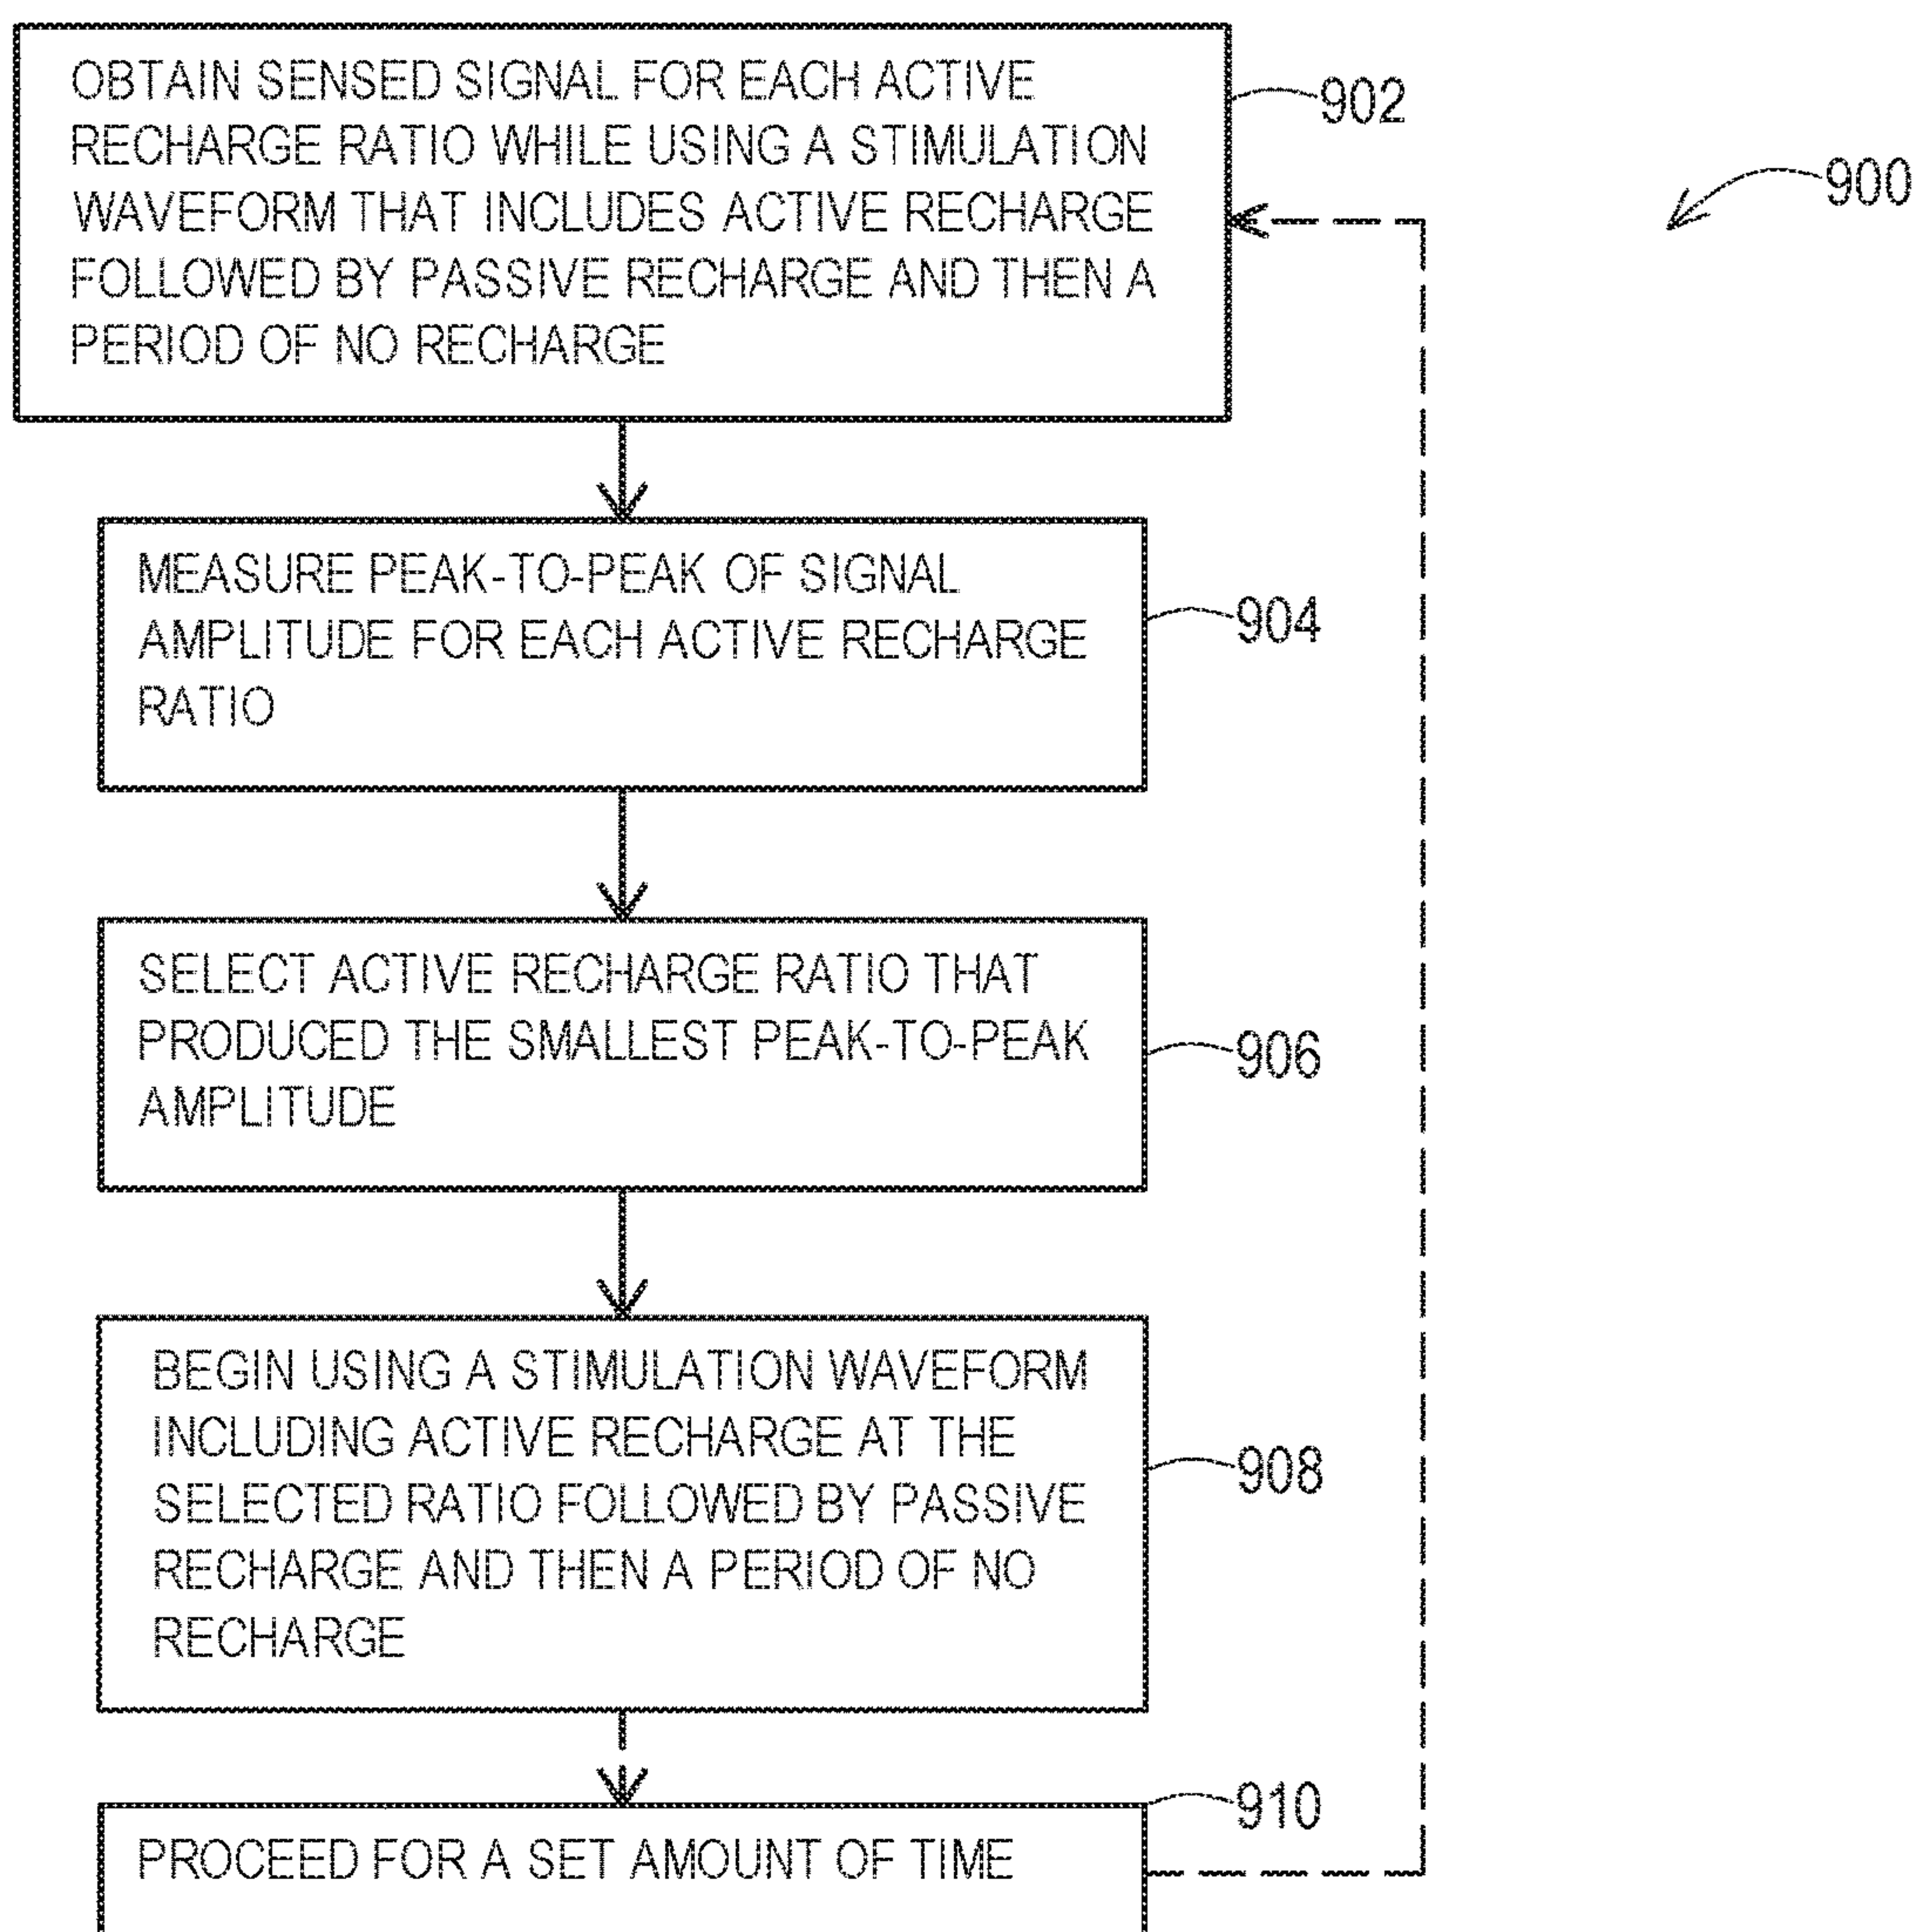 OBTAIN SENSED SIGNAL FOR EACH ACTIVE
RECHARGE RATIO WHILE USING A STIMULATION
WAVEFORM THAT INCLUDES ACTIVE RECHARGE
FOLLOWED BY PASSIVE RECHARGE AND THEN A
PERIOD OF NO RECHARGE
902
900
MEASURE PEAK-TO-PEAK OF SIGNAL
AMPLITUDE FOR EACH ACTIVE RECHARGE
RATIO
904
SELECT ACTIVE RECHARGE RATIO THAT
PRODUCED THE SMALLEST PEAK-TO-PEAK
AMPLITUDE
906
BEGIN USING A STIMULATION WAVEFORM
INCLUDING ACTIVE RECHARGE AT THE
SELECTED RATIO FOLLOWED BY PASSIVE
RECHARGE AND THEN A PERIOD OF NO
RECHARGE
908
PROCEED FOR A SET AMOUNT OF TIME
910